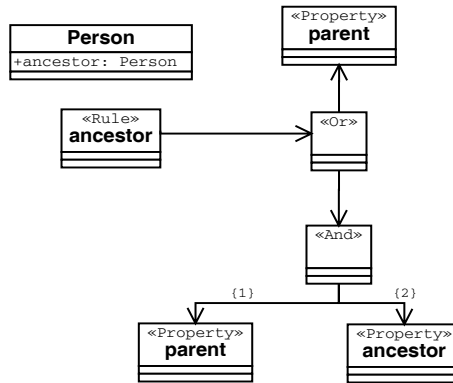 «Property»
parent
Person
+ancestor: Person
«Rule»
ancestor
«Or»
«And»
{1}
{2}
«Property»
parent
«Property»
ancestor